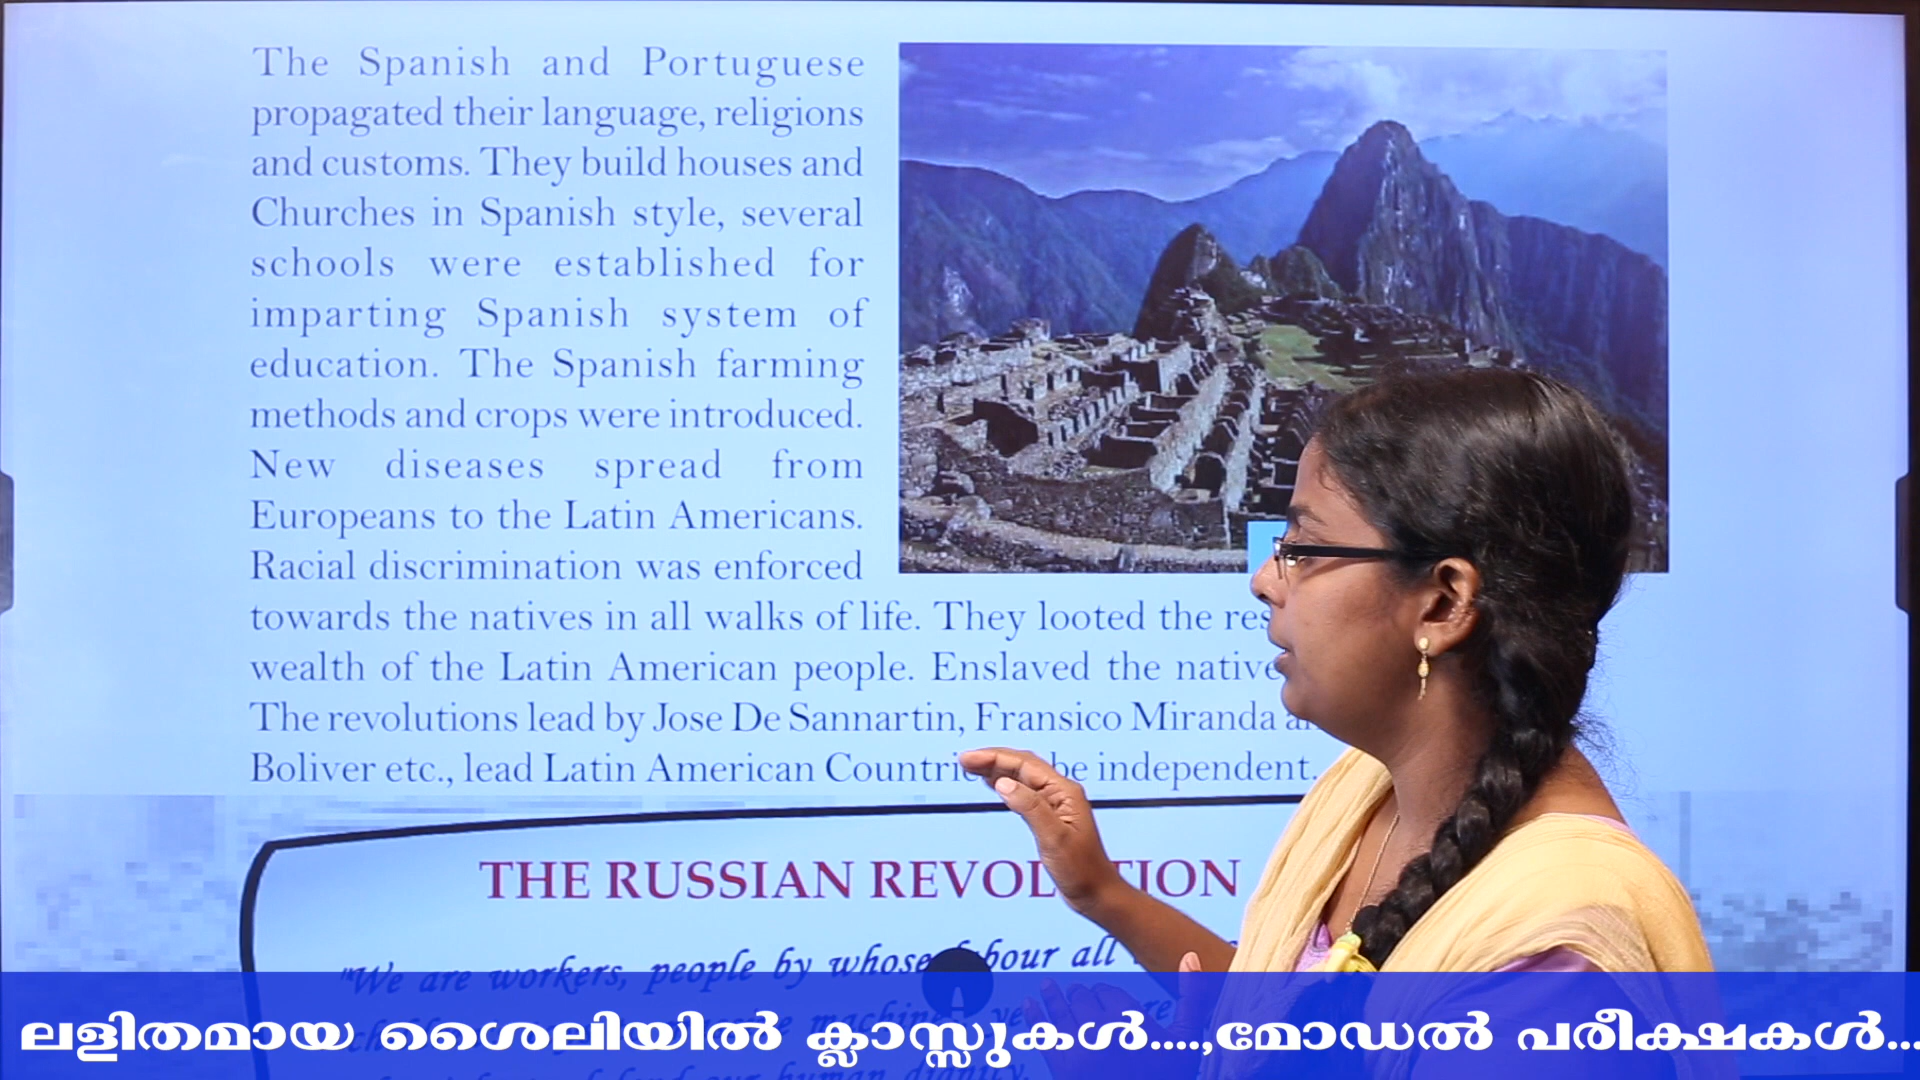 The Spanish and Portuguese
propagated their language, religions
and customs. They build houses and
Churches in Spanish style, several
schools were established for
imparting Spanish system of
education. The Spanish farming
methods and crops were introduced.
New diseases spread from
Europeans to the Latin Americans.
Racial discrimination was enforced
towards the natives in all walks of life. They looted the
wealth of the Latin American people. Enslaved the native
The revolutions lead by Jose De Sannartin, Fransico Miranda
Boliver etc., lead Latin American be independent.
THE RUSSIAN
"We are workers, people by whose all
ലളിതമായ ശൈലിയിൽ ക്ലാസ്സുകൾ....,മോഡൽ പരീക്ഷകൾ...
human dignity.